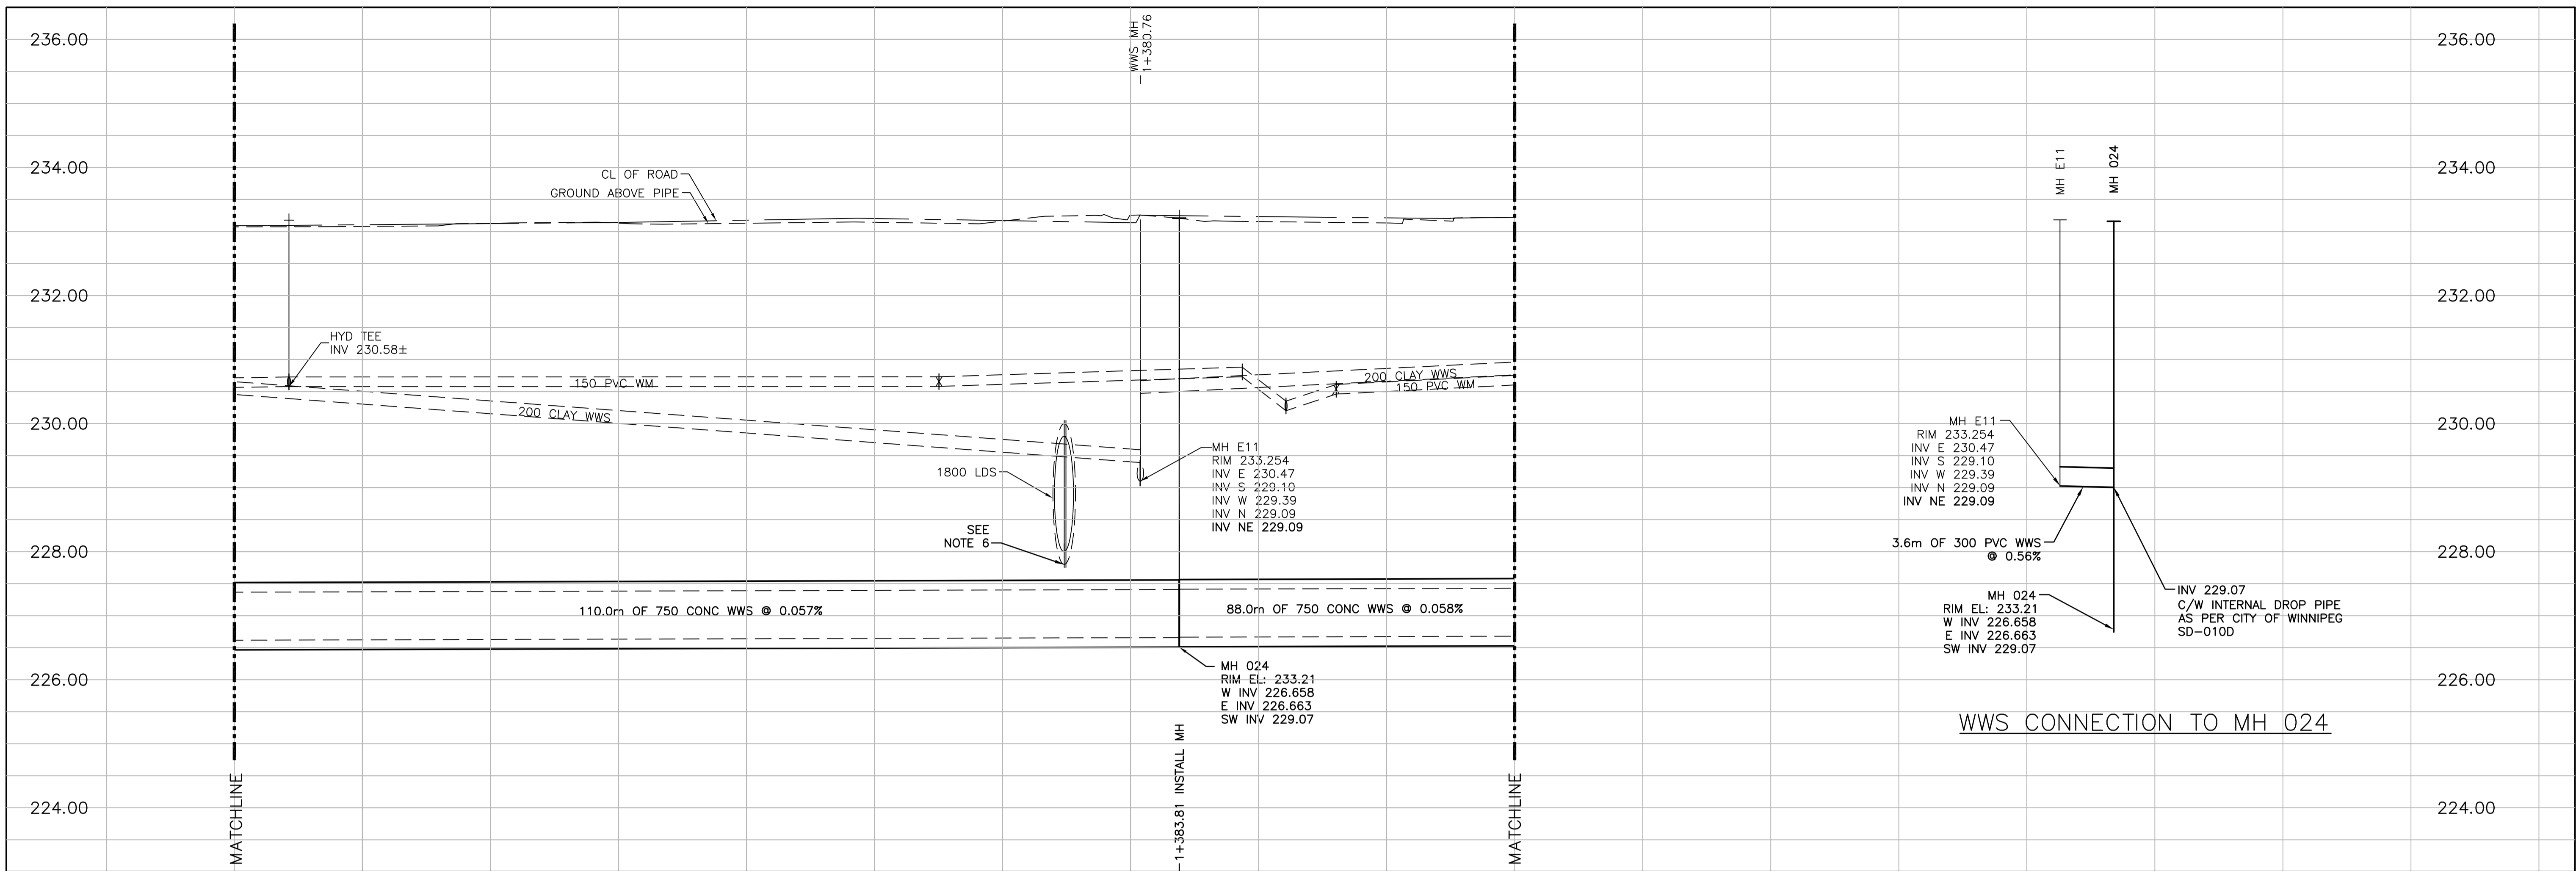 236.00
234.00
232.00
230.00
228.00
226.00
224.00
WWS MH
1+380.76
CL OF ROAD
GROUND ABOVE PIPE
HYD TEE
INV 230.58±
150 PVC WM
200 CLAY WWS
200 CLAY WWS
150 PVC WM
1800 LDS
SEE
NOTE 6
MH E11
RIM 233.254
INV E 230.47
INV S 229.10
INV W 229.39
INV N 229.09
INV NE 229.09
110.0m OF 750 CONC WWS @ 0.057%
88.0m OF 750 CONC WWS @ 0.058%
MH 024
RIM EL: 233.21
W INV 226.658
E INV 226.663
SW INV 229.07
1+383.81 INSTALL MH
MATCHLINE
MATCHLINE
MH E11
MH 024
MH E11
RIM 233.254
INV E 230.47
INV S 229.10
INV W 229.39
INV N 229.09
INV NE 229.09
3.6m OF 300 PVC WWS
@ 0.56%
MH 024
RIM EL: 233.21
W INV 226.658
E INV 226.663
SW INV 229.07
INV 229.07
C/W INTERNAL DROP PIPE
AS PER CITY OF WINNIPEG
SD-010D
WWS CONNECTION TO MH 024
236.00
234.00
232.00
230.00
228.00
226.00
224.00